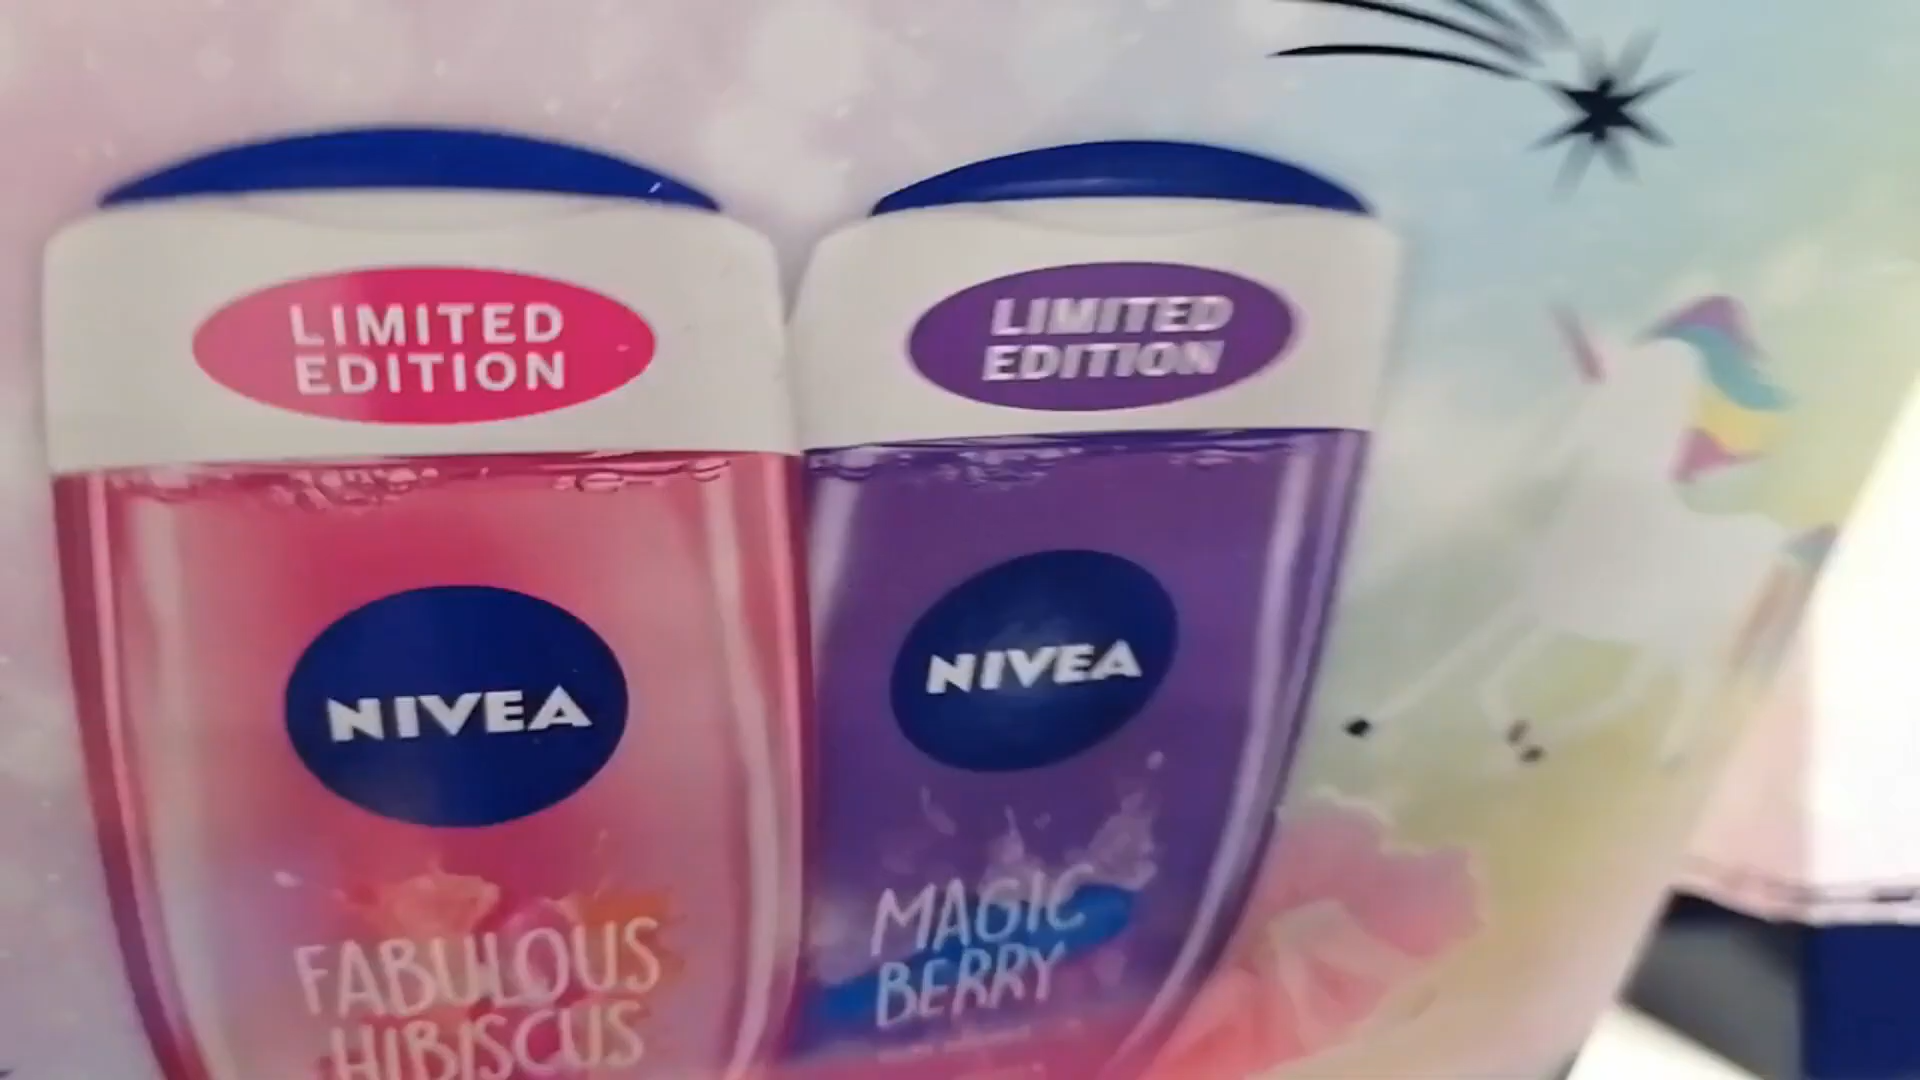 LIMITED
EDITION
NIVEA
FABULOUS
HIBISCUS
LIMITED
EDITION
NIVEA
MAGIC
BERRY